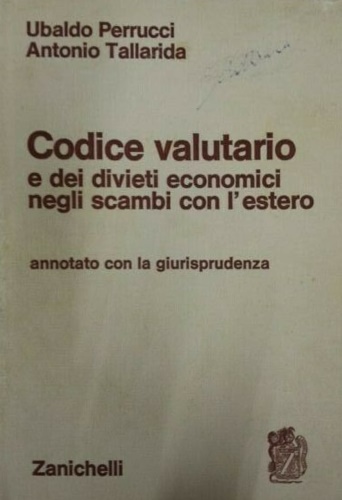 Ubaldo Perrucci
Antonio Tallarida
Codice valutario
e dei divieti economici
negli scambi con l'estero
annotato con la giurisprudenza
Zanichelli